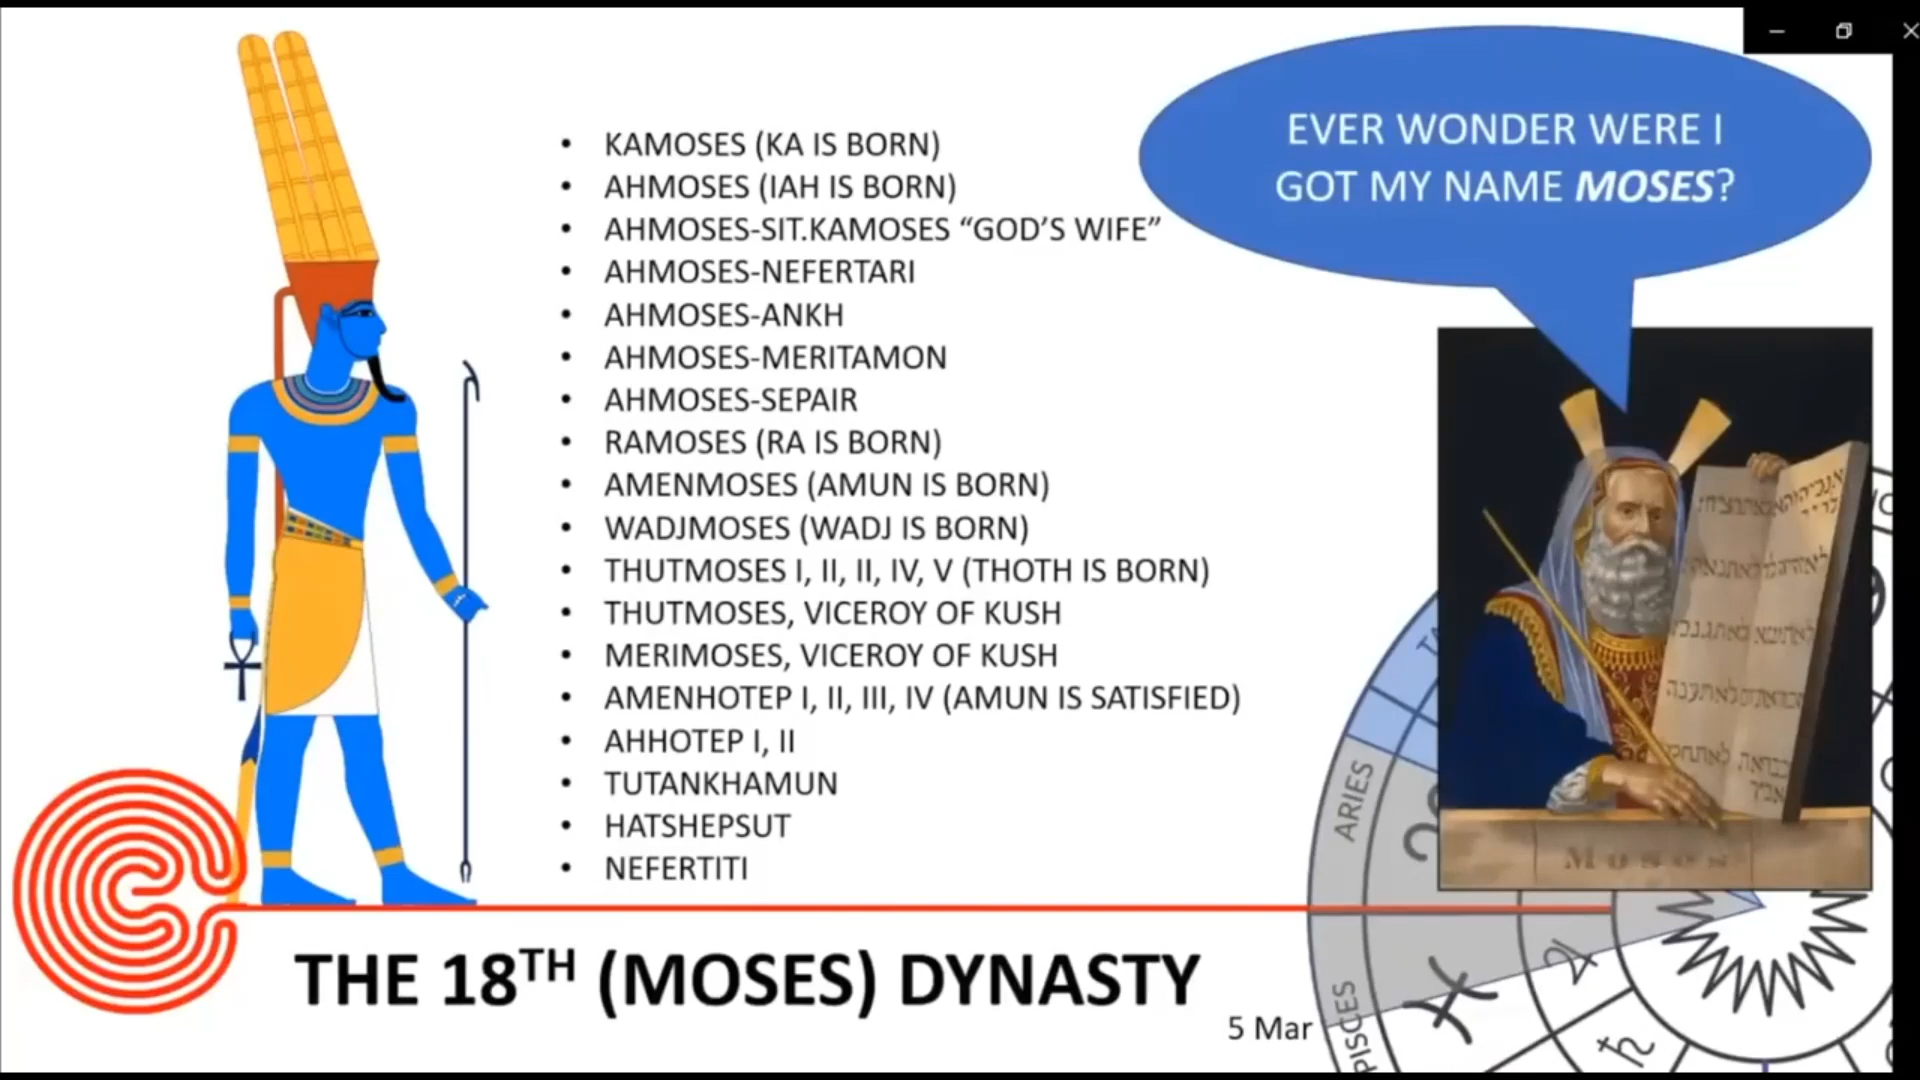 EVER WONDER WERE I
GOT MY NAME MOSES?
• KAMOSES (KA IS BORN)
• AHMOSES (IAH IS BORN)
• AHMOSES-SIT.KAMOSES “GOD’S WIFE”
• AHMOSES-NEFERTARI
• AHMOSES-ANKH
• AHMOSES-MERITAMON
• AHMOSES-SEPAIR
• RAMOSES (RA IS BORN)
• AMENMOSES (AMUN IS BORN)
• WADJMOSES (WADJ IS BORN)
• THUTMOSES I, II, II, IV, V (THOTH IS BORN)
• THUTMOSES, VICEROY OF KUSH
• MERIMOSES, VICEROY OF KUSH
• AMENHOTEP I, II, III, IV (AMUN IS SATISFIED)
• AHHOTEP I, II
• TUTANKHAMUN
• HATSHEPSUT
• NEFERTITI
ARIES
Moses
THE 18TH (MOSES) DYNASTY
5 Mar
PISCES